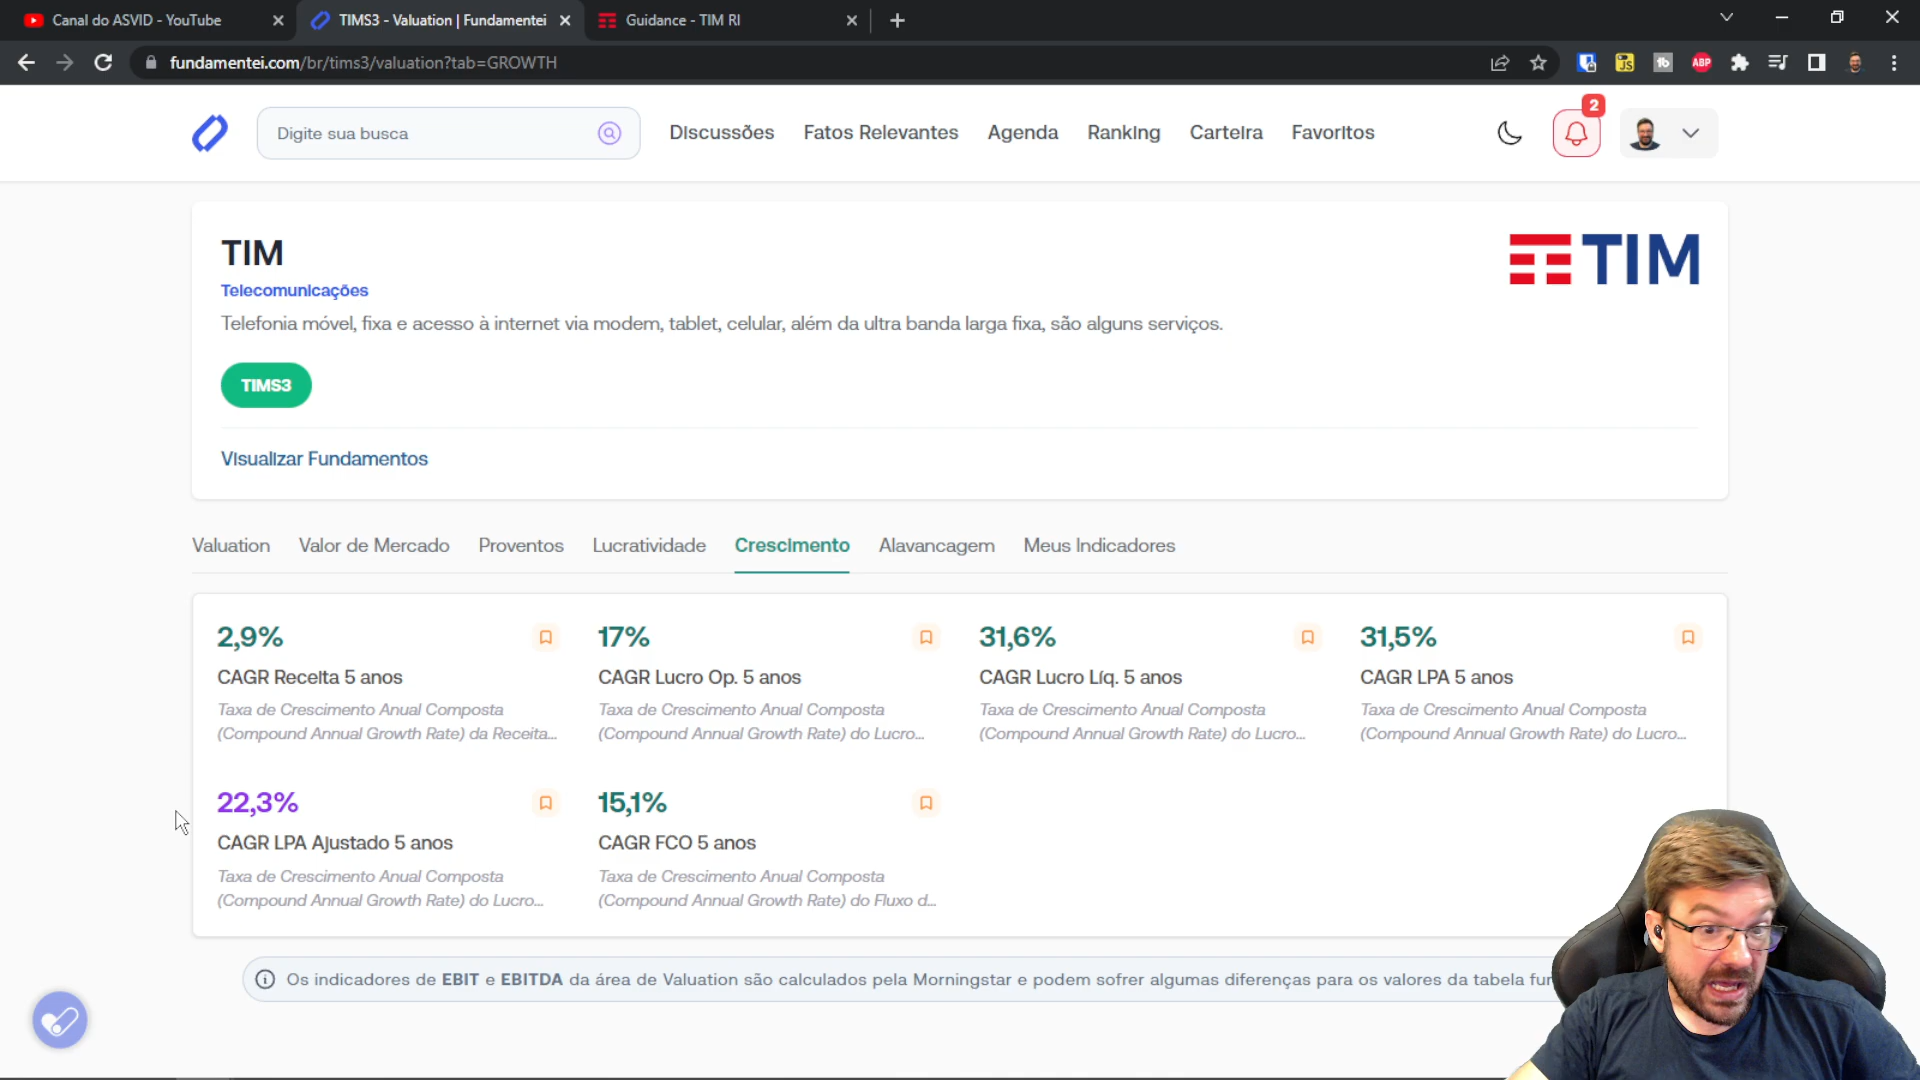 Canal do ASVID - YouTube
TIMS3 - Valuation | Fundamentei
Guidance - TIM RI
fundamentei.com/br/tims3/valuation?tab=GROWTH
JS
1b
ABP
Digite sua busca
Discussões
Fatos Relevantes
Agenda
Ranking
Carteira
Favoritos
2
TIM
TIM
Telecomunicações
Telefonia móvel, fixa e acesso à internet via modem, tablet, celular, além da ultra banda larga fixa, são alguns serviços.
TIMS3
Visualizar Fundamentos
Valuation
Valor de Mercado
Proventos
Lucratividade
Crescimento
Alavancagem
Meus Indicadores
2,9%
CAGR Receita 5 anos
Taxa de Crescimento Anual Composta
(Compound Annual Growth Rate) da Receita...
17%
CAGR Lucro Op. 5 anos
Taxa de Crescimento Anual Composta
(Compound Annual Growth Rate) do Lucro...
31,6%
CAGR Lucro Líq. 5 anos
Taxa de Crescimento Anual Composta
(Compound Annual Growth Rate) do Lucro...
31,5%
CAGR LPA 5 anos
Taxa de Crescimento Anual Composta
(Compound Annual Growth Rate) do Lucro...
22,3%
CAGR LPA Ajustado 5 anos
Taxa de Crescimento Anual Composta
(Compound Annual Growth Rate) do Lucro...
15,1%
CAGR FCO 5 anos
Taxa de Crescimento Anual Composta
(Compound Annual Growth Rate) do Fluxo d...
Os indicadores de EBIT e EBITDA da área de Valuation são calculados pela Morningstar e podem sofrer algumas diferenças para os valores da tabela